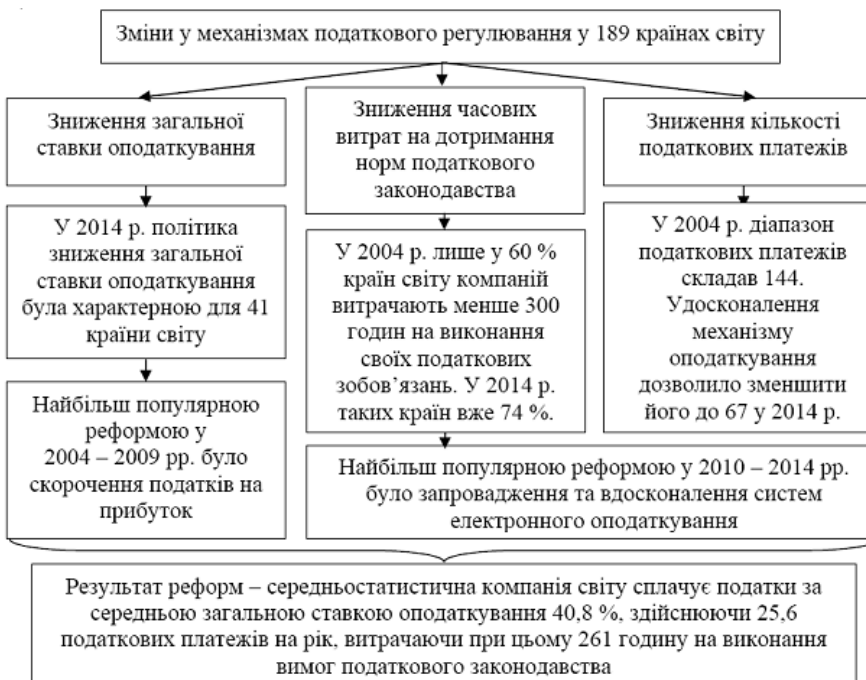 Зміни у механізмах податкового регулювання у 189 країнах світу
Зниження загальної
ставки оподаткування
Зниження часових
витрат на дотримання
норм податкового
законодавства
Зниження кількості
податкових платежів
У 2014 р. політика
зниження загальної
ставки оподаткування
була характерною для 41
країни світу
У 2004 р. лише у 60 %
країн світу компаній
витрачають менше 300
годин на виконання
своїх податкових
зобов’язань. У 2014 р.
таких країн вже 74 %.
У 2004 р. діапазон
податкових платежів
складав 144.
Удосконалення
механізму
оподаткування
дозволило зменшити
його до 67 у 2014 р.
Найбільш популярною
реформою у
2004 – 2009 рр. було
скорочення податків на
прибуток
Найбільш популярною реформою у 2010 – 2014 рр.
було запровадження та вдосконалення систем
електронного оподаткування
Результат реформ – середньостатистична компанія світу сплачує податки за
середньою загальною ставкою оподаткування 40,8 %, здійснюючи 25,6
податкових платежів на рік, витрачаючи при цьому 261 годину на виконання
вимог податкового законодавства